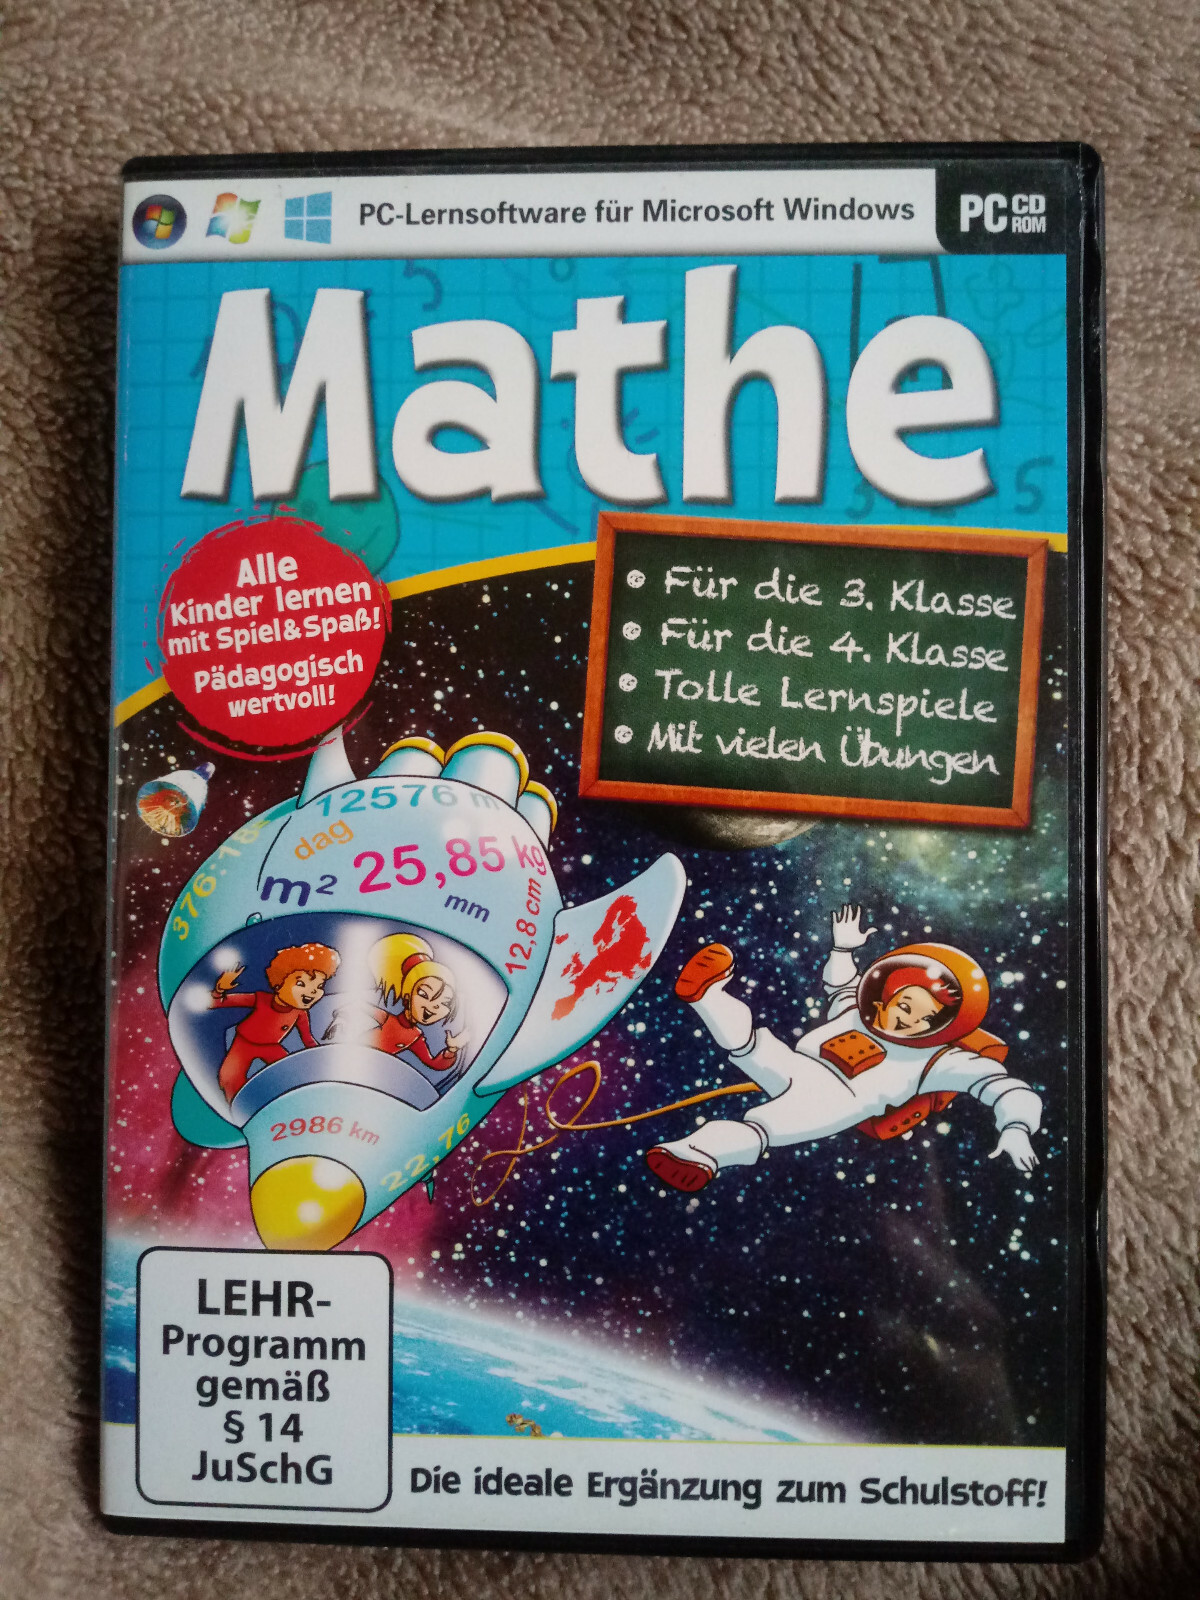 PC-Lernsoftware für Microsoft Windows
PC CD
ROM
Mathe
Alle
Kinder lernen
mit Spiel&Spaß!
Pädagogisch
wertvoll!
Für die 3. Klasse
Für die 4. Klasse
Tolle Lernspiele
Mit vielen Übungen
12576 m
dag
376.18
m² 25,85 kg
mm
12,8 cm
2986 km
22,76
LEHR-
Programm
gemäß
§ 14
JuSchG
Die ideale Ergänzung zum Schulstoff!